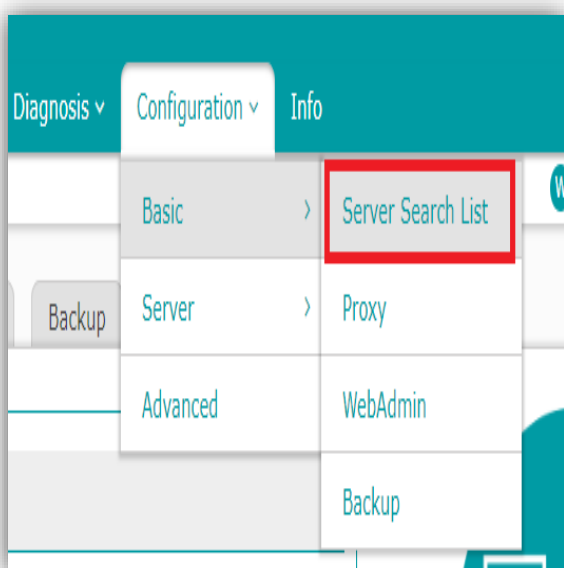 Diagnosis Configuration Info
Basic Server Search List
W
Backup Server Proxy
Advanced WebAdmin
Backup